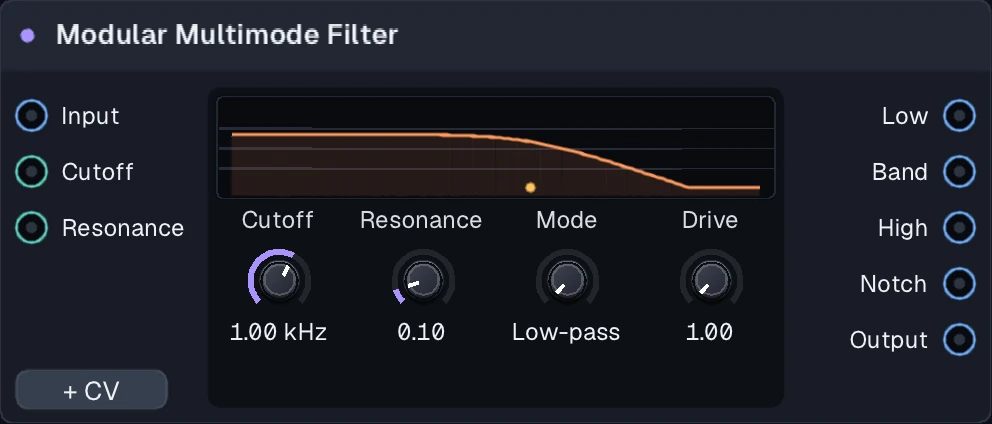 Modular Multimode Filter
Input
Cutoff
Resonance
+ CV
Cutoff Resonance Mode Drive
1.00 kHz 0.10 Low-pass 1.00
Low
Band
High
Notch
Output